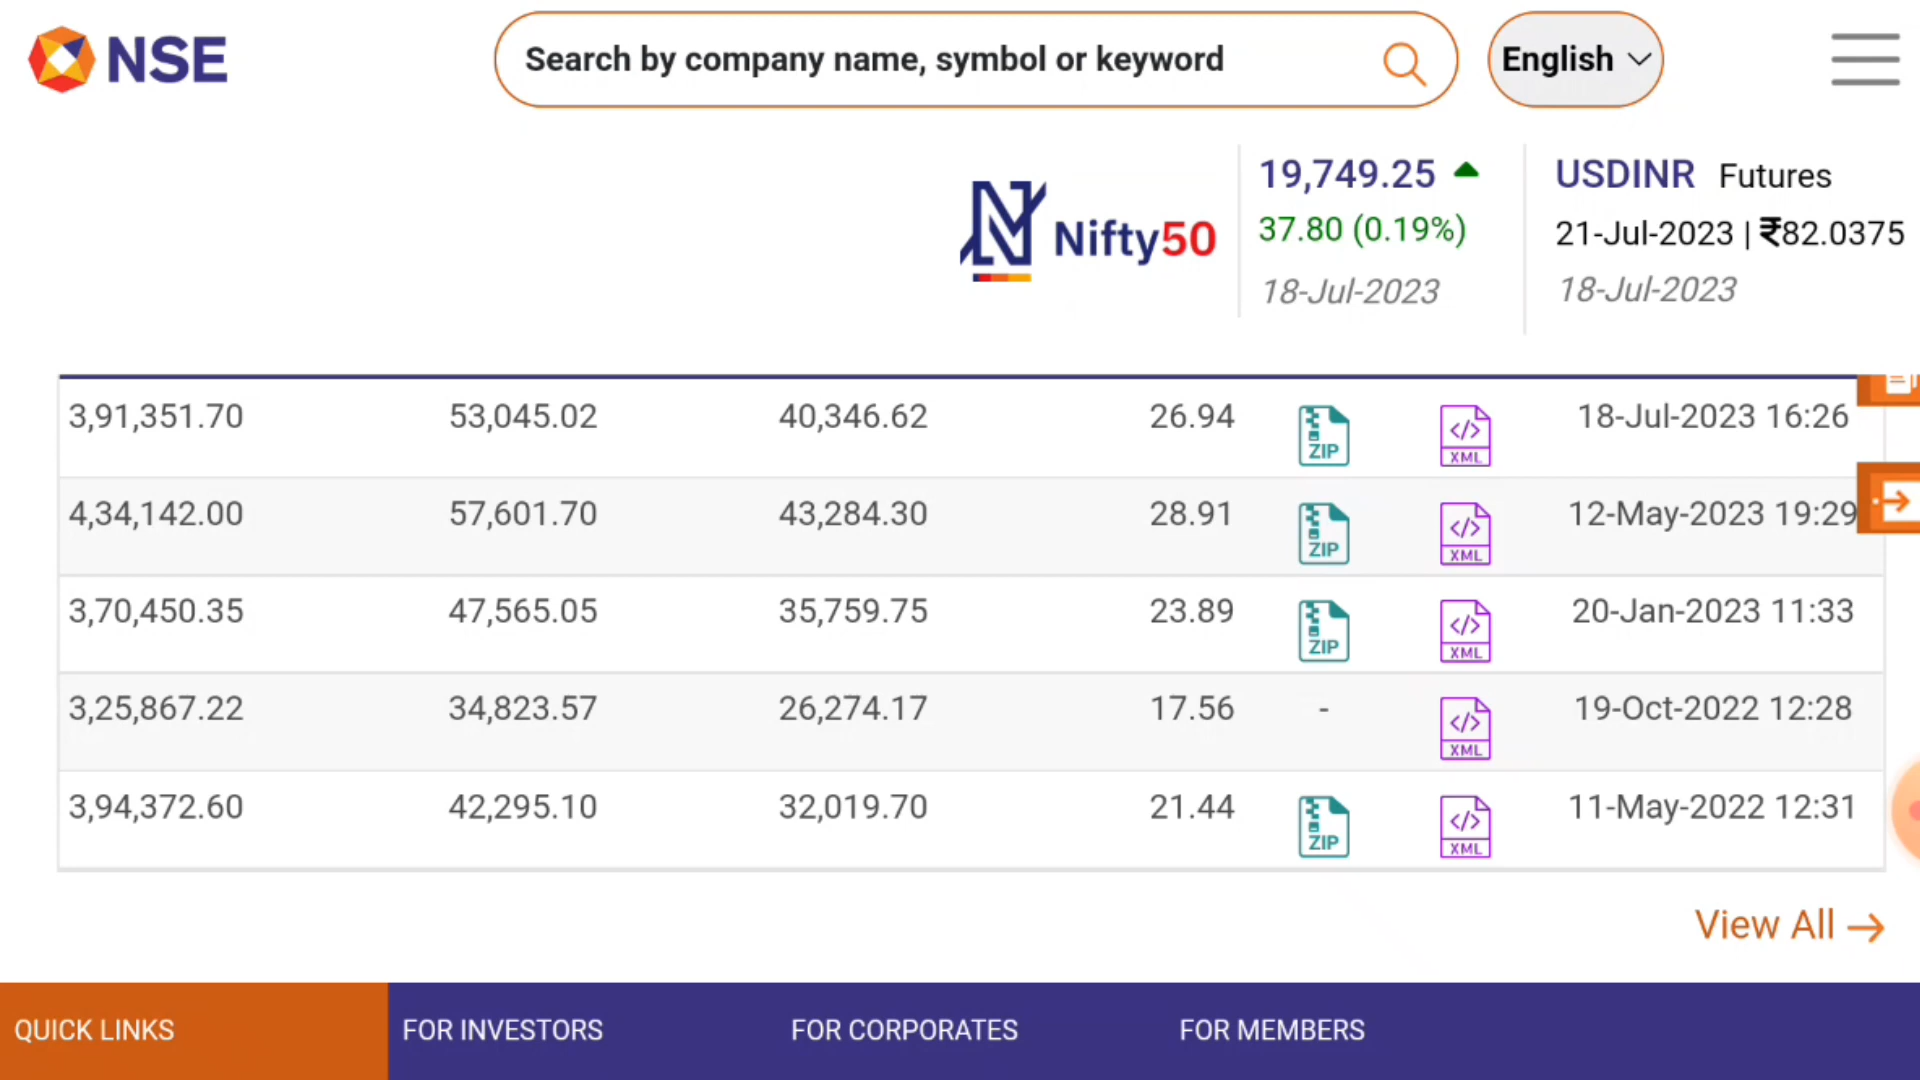 NSE
Search by company name, symbol or keyword
English
Nifty50
19,749.25
37.80 (0.19%)
18-Jul-2023
USDINR Futures
21-Jul-2023 | ₹82.0375
18-Jul-2023
3,91,351.70 53,045.02 40,346.62 26.94 ZIP </> XML 18-Jul-2023 16:26
4,34,142.00 57,601.70 43,284.30 28.91 ZIP </> XML 12-May-2023 19:29
3,70,450.35 47,565.05 35,759.75 23.89 ZIP </> XML 20-Jan-2023 11:33
3,25,867.22 34,823.57 26,274.17 17.56 - </> XML 19-Oct-2022 12:28
3,94,372.60 42,295.10 32,019.70 21.44 ZIP </> XML 11-May-2022 12:31
View All →
QUICK LINKS FOR INVESTORS FOR CORPORATES FOR MEMBERS